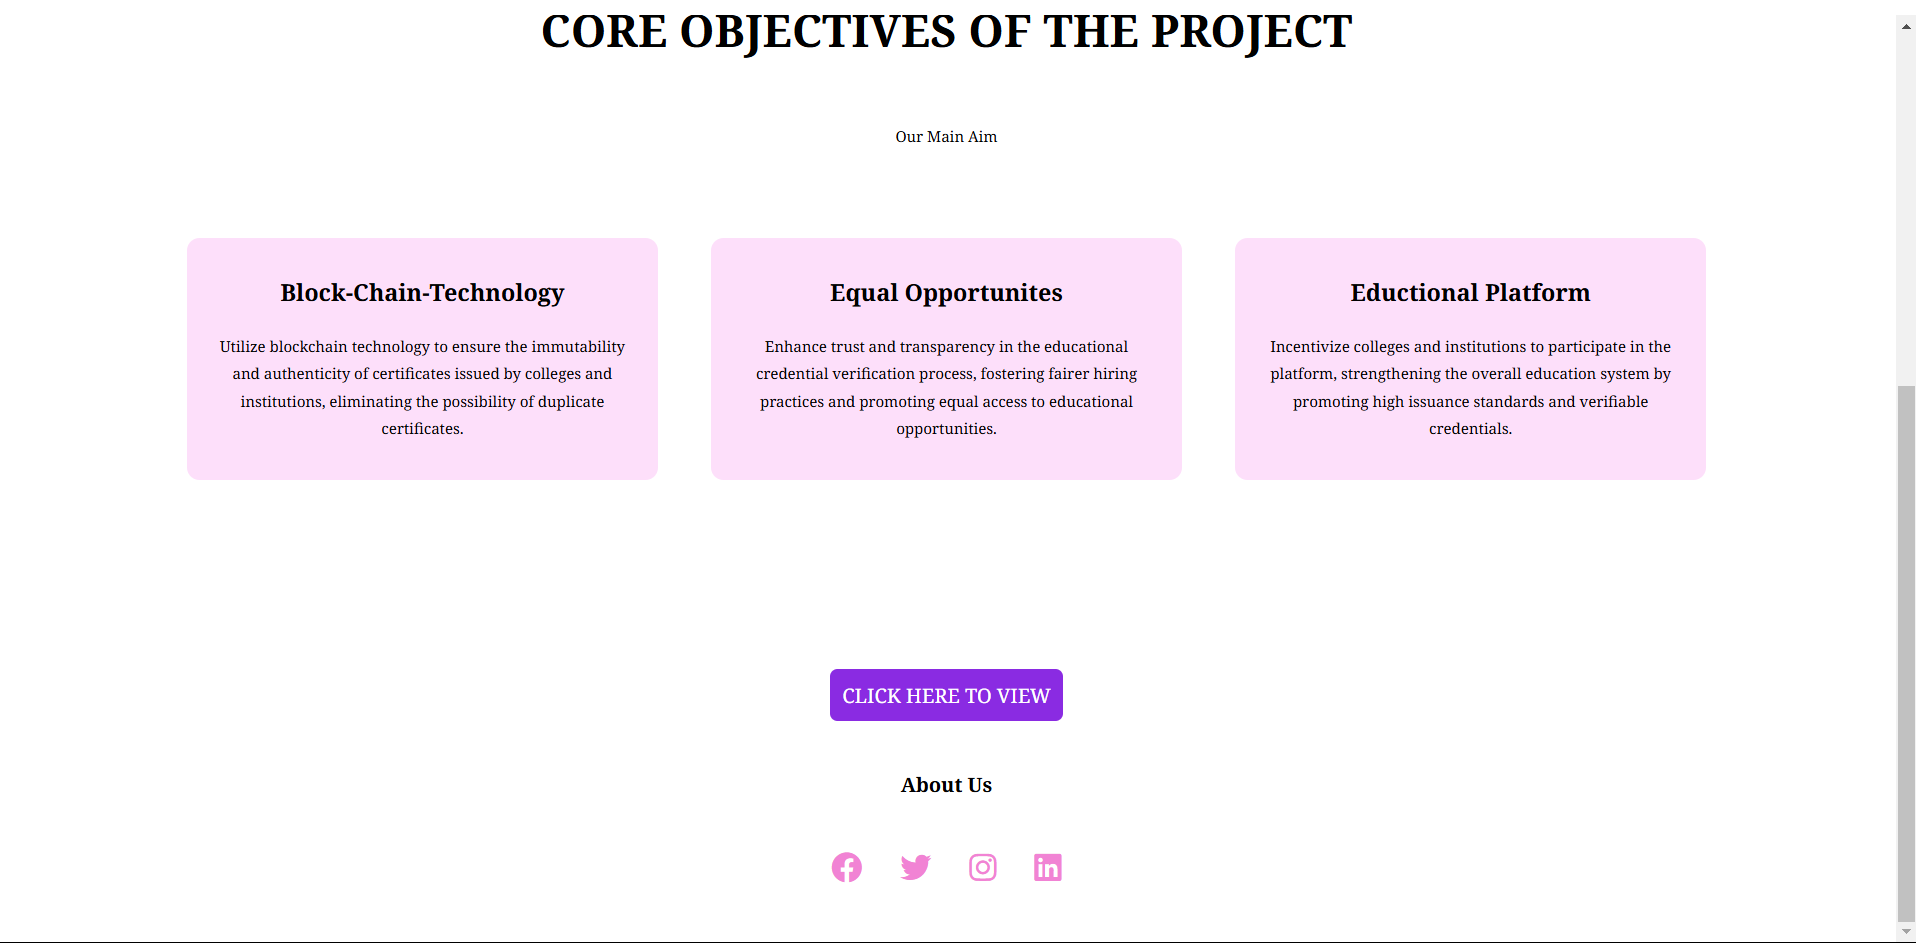 CORE OBJECTIVES OF THE PROJECT
Our Main Aim
Block-Chain-Technology
Utilize blockchain technology to ensure the immutability
and authenticity of certificates issued by colleges and
institutions, eliminating the possibility of duplicate
certificates.
Equal Opportunites
Enhance trust and transparency in the educational
credential verification process, fostering fairer hiring
practices and promoting equal access to educational
opportunities.
Eductional Platform
Incentivize colleges and institutions to participate in the
platform, strengthening the overall education system by
promoting high issuance standards and verifiable
credentials.
CLICK HERE TO VIEW
About Us